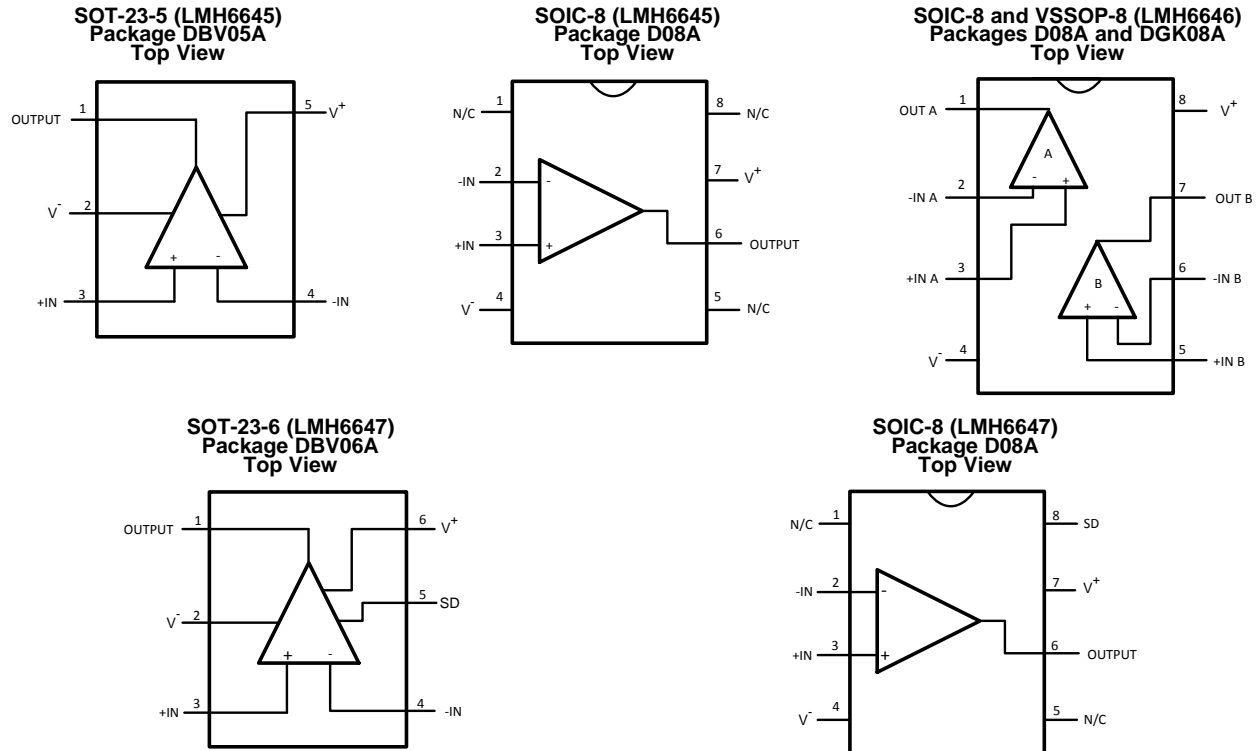 SOT-23-5 (LMH6645)
Package DBV05A
Top View
OUTPUT 1
5 V+
V- 2
+ -
+IN 3
4 -IN
SOIC-8 (LMH6645)
Package D08A
Top View
N/C 1
8 N/C
-IN 2 -
7 V+
+IN 3 +
6 OUTPUT
V- 4
5 N/C
SOIC-8 and VSSOP-8 (LMH6646)
Packages D08A and DGK08A
Top View
OUT A 1
8 V+
A
- +
-IN A 2
7 OUT B
+IN A 3
6 -IN B
B
+ -
V- 4
5 +IN B
SOT-23-6 (LMH6647)
Package DBV06A
Top View
OUTPUT 1
6 V+
5 SD
V- 2
+ -
+IN 3
4 -IN
SOIC-8 (LMH6647)
Package D08A
Top View
N/C 1
8 SD
-IN 2 -
7 V+
+IN 3 +
6 OUTPUT
V- 4
5 N/C